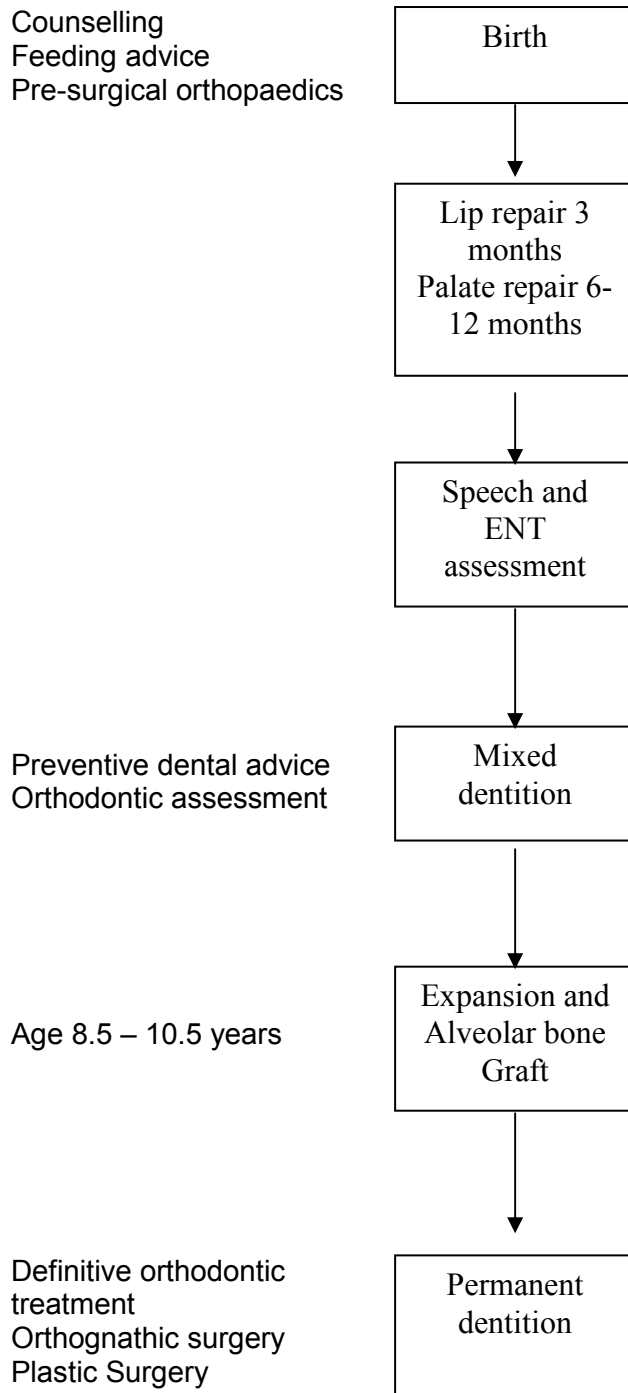 Counselling
Feeding advice
Pre-surgical orthopaedics
Birth
Lip repair 3
months
Palate repair 6-
12 months
Speech and
ENT
assessment
Preventive dental advice
Orthodontic assessment
Mixed
dentition
Age 8.5 – 10.5 years
Expansion and
Alveolar bone
Graft
Definitive orthodontic
treatment
Orthognathic surgery
Plastic Surgery
Permanent
dentition